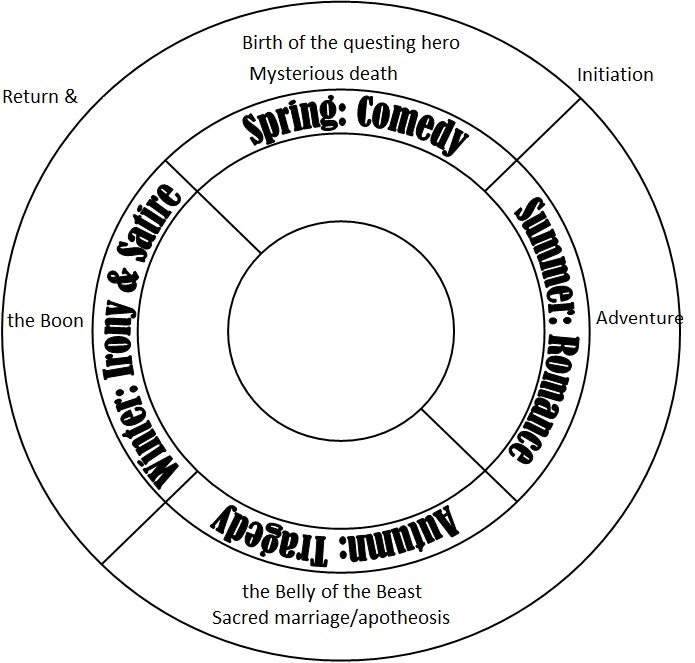 Birth of the questing hero
Mysterious death
Initiation
Return &
Spring: Comedy
Summer: Romance
Winter: Irony & Satire
the Boon
Adventure
Autumn: Tragedy
the Belly of the Beast
Sacred marriage/apotheosis